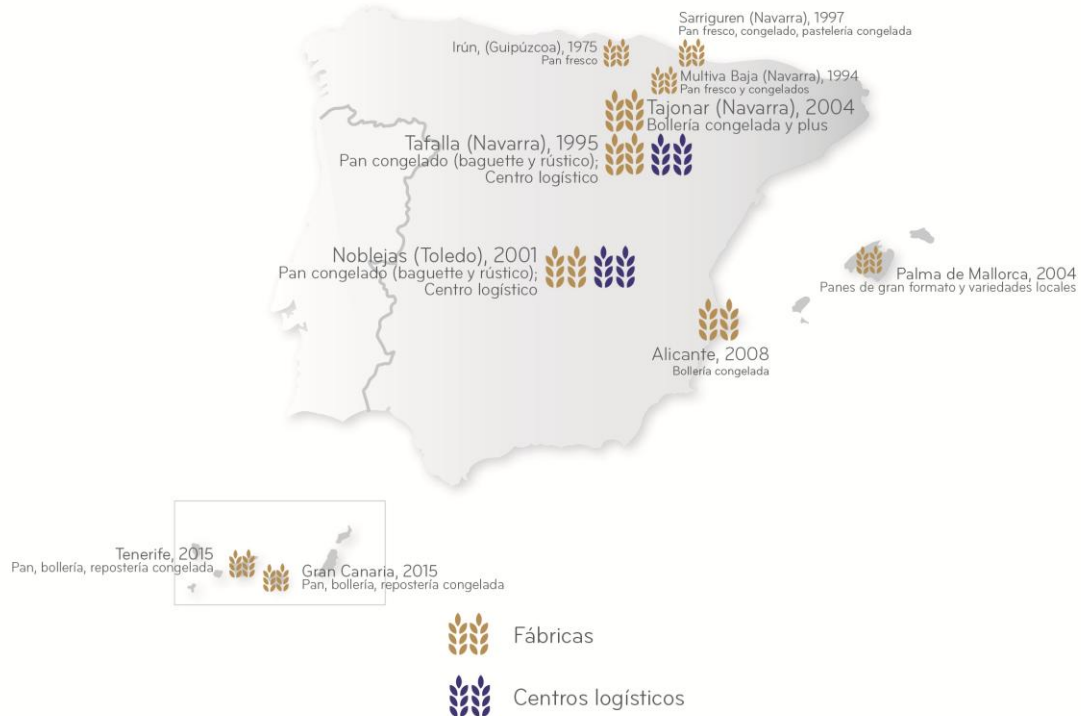 Sarriguren (Navarra), 1997
Pan fresco, congelado, pastelería congelada
Irún, (Guipúzcoa), 1975
Pan fresco
Multiva Baja (Navarra), 1994
Pan fresco y congelados
Tajonar (Navarra), 2004
Bollería congelada y plus
Tafalla (Navarra), 1995
Pan congelado (baguette y rústico);
Centro logístico
Noblejas (Toledo), 2001
Pan congelado (baguette y rústico);
Centro logístico
Palma de Mallorca, 2004
Panes de gran formato y variedades locales
Alicante, 2008
Bollería congelada
Tenerife, 2015
Pan, bollería, repostería congelada
Gran Canaria, 2015
Pan, bollería, repostería congelada
Fábricas
Centros logísticos